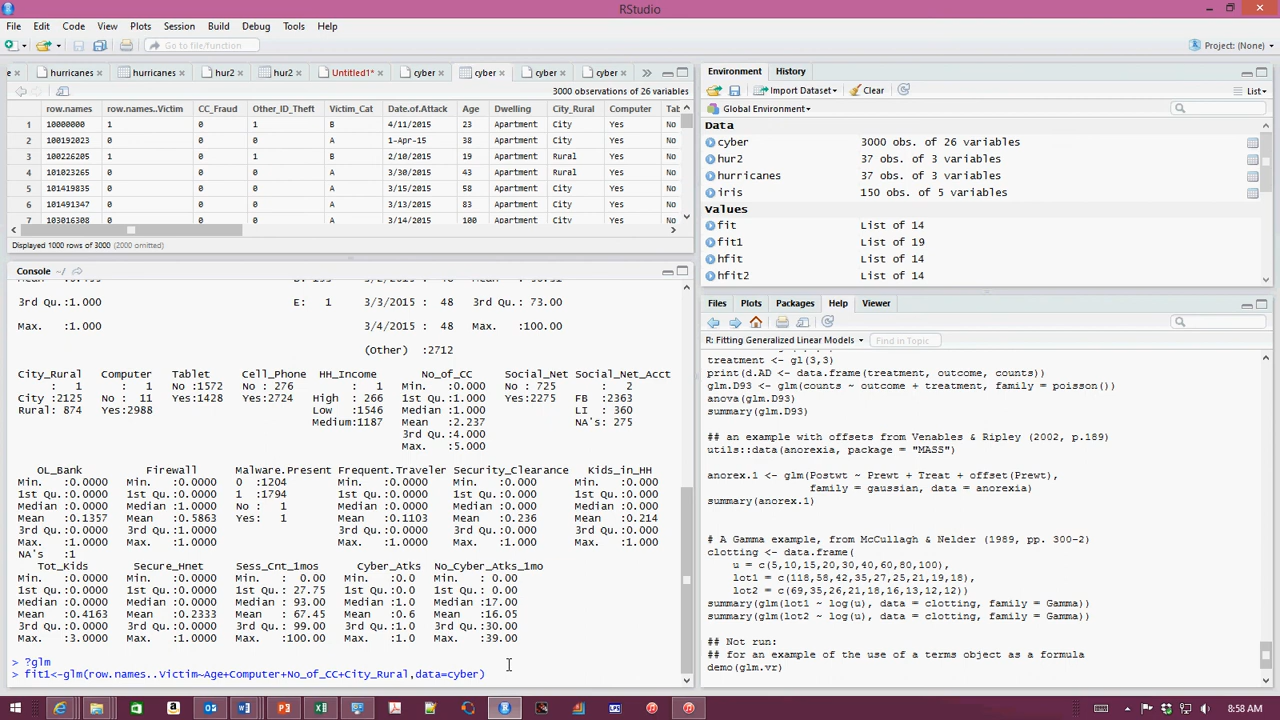 RStudio
File Edit Code View Plots Session Build Debug Tools Help
Go to file/function
Project: (None)
hurricanes hurricanes hur2 hur2 Untitled1* cyber cyber cyber cyber
3000 observations of 26 variables
row.names row.names..Victim CC_Fraud Other_ID_Theft Victim_Cat Date.of.Attack Age Dwelling City_Rural Computer
1 10000000 1 0 1 B 4/11/2015 23 Apartment City Yes No
2 100192023 0 0 0 A 1-Apr-15 38 Apartment City Yes No
3 100226205 1 0 1 B 2/10/2015 19 Apartment Rural Yes No
4 101023265 0 0 0 A 3/30/2015 43 Apartment Rural Yes No
5 101419835 0 0 0 A 3/15/2015 58 Apartment City Yes No
6 101491347 0 0 0 A 3/13/2015 83 Apartment City Yes No
7 103016308 0 0 0 A 3/14/2015 100 Apartment City Yes No
Displayed 1000 rows of 3000 (2000 omitted)
Console ~/
3rd Qu.:1.000 E: 1 3/3/2015 : 48 3rd Qu.: 73.00
Max. :1.000 3/4/2015 : 48 Max. :100.00
(Other) :2712
City_Rural Computer Tablet Cell_Phone HH_Income No_of_CC Social_Net Social_Net_Acct
: 1 : 1 No :1572 No : 276 : 1 Min. :0.000 No : 725 : 2
City :2125 No : 11 Yes:1428 Yes:2724 High : 266 1st Qu.:1.000 Yes:2275 FB :2363
Rural: 874 Yes:2988 Low :1546 Median :1.000 LI : 360
Medium:1187 Mean :2.237 NA's: 275
3rd Qu.:4.000
Max. :5.000
OL_Bank Firewall Malware.Present Frequent.Traveler Security_Clearance Kids_in_HH
Min. :0.0000 Min. :0.0000 0 :1204 Min. :0.0000 Min. :0.000 Min. :0.000
1st Qu.:0.0000 1st Qu.:0.0000 1 :1794 1st Qu.:0.0000 1st Qu.:0.000 1st Qu.:0.000
Median :0.0000 Median :1.0000 No : 1 Median :0.0000 Median :0.000 Median :0.000
Mean :0.1357 Mean :0.5863 Yes: 1 Mean :0.1103 Mean :0.236 Mean :0.214
3rd Qu.:0.0000 3rd Qu.:1.0000 3rd Qu.:0.0000 3rd Qu.:0.000 3rd Qu.:0.000
Max. :1.0000 Max. :1.0000 Max. :1.0000 Max. :1.000 Max. :1.000
NA's :1
Tot_Kids Secure_Hnet Sess_Cnt_1mos Cyber_Atks No_Cyber_Atks_1mo
Min. :0.0000 Min. :0.0000 Min. : 0.00 Min. :0.0 Min. : 0.00
1st Qu.:0.0000 1st Qu.:0.0000 1st Qu.: 27.75 1st Qu.:0.0 1st Qu.: 0.00
Median :0.0000 Median :0.0000 Median : 93.00 Median :1.0 Median :17.00
Mean :0.4163 Mean :0.2333 Mean : 67.45 Mean :0.6 Mean :16.05
3rd Qu.:0.0000 3rd Qu.:0.0000 3rd Qu.: 99.00 3rd Qu.:1.0 3rd Qu.:30.00
Max. :3.0000 Max. :1.0000 Max. :100.00 Max. :1.0 Max. :39.00
> ?glm
> fit1<-glm(row.names..Victim~Age+Computer+No_of_CC+City_Rural,data=cyber)
Environment History
Import Dataset Clear List
Global Environment
Data
cyber 3000 obs. of 26 variables
hur2 37 obs. of 3 variables
hurricanes 37 obs. of 3 variables
iris 150 obs. of 5 variables
Values
fit List of 14
fit1 List of 19
hfit List of 14
hfit2 List of 14
Files Plots Packages Help Viewer
R: Fitting Generalized Linear Models Find in Topic
treatment <- gl(3,3)
print(d.AD <- data.frame(treatment, outcome, counts))
glm.D93 <- glm(counts ~ outcome + treatment, family = poisson())
anova(glm.D93)
summary(glm.D93)
## an example with offsets from Venables & Ripley (2002, p.189)
utils::data(anorexia, package = "MASS")
anorex.1 <- glm(Postwt ~ Prewt + Treat + offset(Prewt),
family = gaussian, data = anorexia)
summary(anorex.1)
# A Gamma example, from McCullagh & Nelder (1989, pp. 300-2)
clotting <- data.frame(
u = c(5,10,15,20,30,40,60,80,100),
lot1 = c(118,58,42,35,27,25,21,19,18),
lot2 = c(69,35,26,21,18,16,13,12,12))
summary(glm(lot1 ~ log(u), data = clotting, family = Gamma))
summary(glm(lot2 ~ log(u), data = clotting, family = Gamma))
## Not run:
## for an example of the use of a terms object as a formula
demo(glm.vr)
8:58 AM